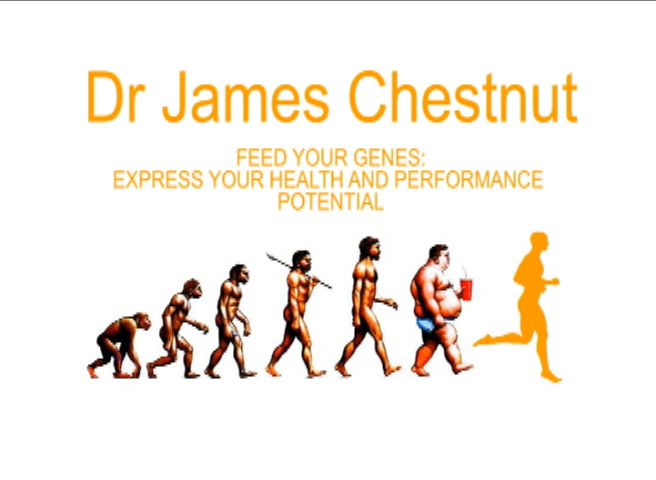 Dr James Chestnut
FEED YOUR GENES:
EXPRESS YOUR HEALTH AND PERFORMANCE
POTENTIAL